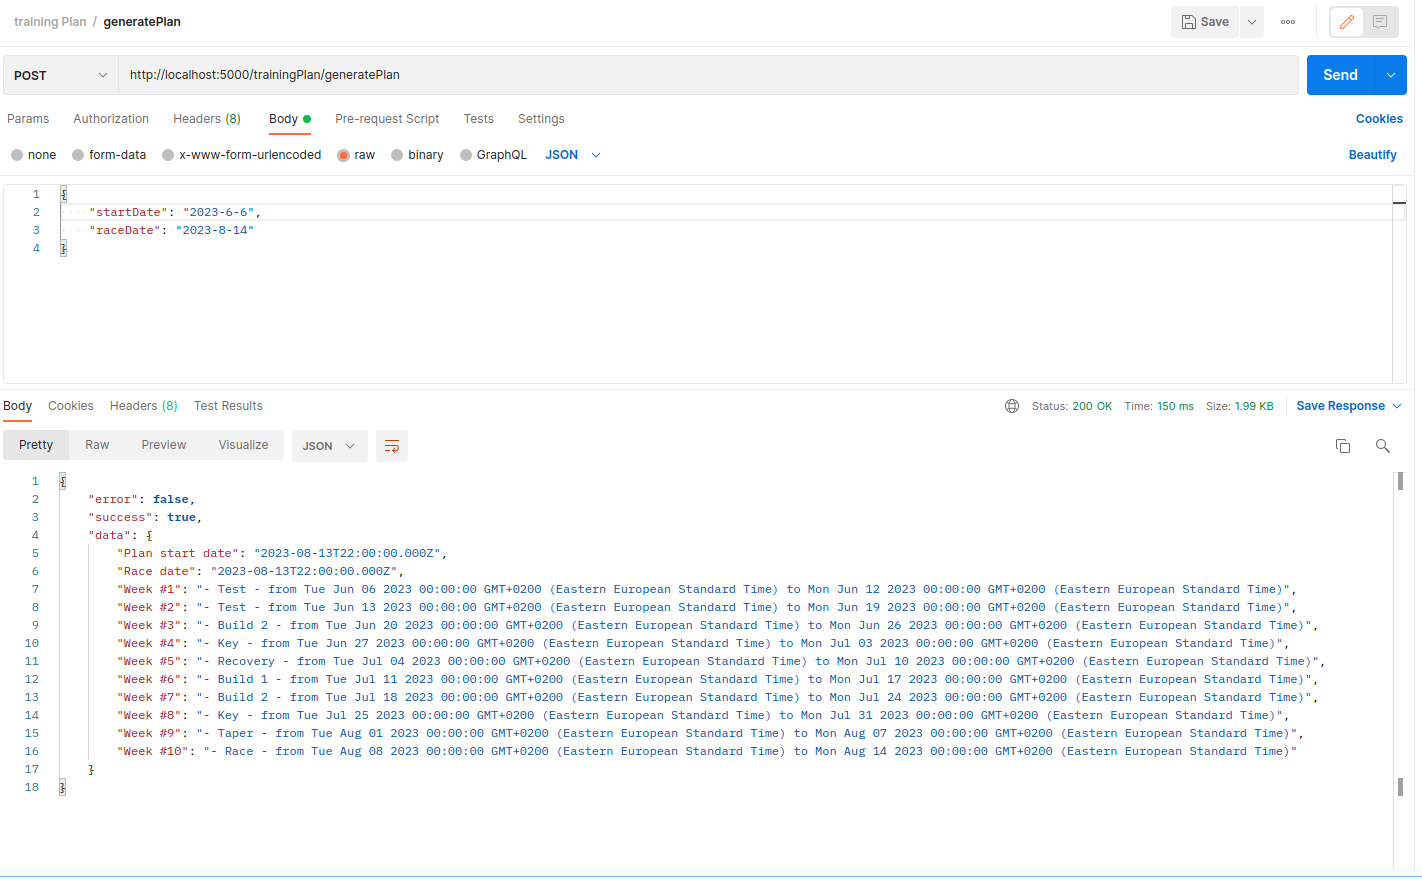 training Plan / generatePlan
Save
POST
http://localhost:5000/trainingPlan/generatePlan
Send
Params Authorization Headers (8) Body Pre-request Script Tests Settings Cookies
none form-data x-www-form-urlencoded raw binary GraphQL JSON Beautify
1 {
2 "startDate": "2023-6-6",
3 "raceDate": "2023-8-14"
4 }
Body Cookies Headers (8) Test Results Status: 200 OK Time: 150 ms Size: 1.99 KB Save Response
Pretty Raw Preview Visualize JSON
1 {
2 "error": false,
3 "success": true,
4 "data": {
5 "Plan start date": "2023-08-13T22:00:00.000Z",
6 "Race date": "2023-08-13T22:00:00.000Z",
7 "Week #1": "- Test - from Tue Jun 06 2023 00:00:00 GMT+0200 (Eastern European Standard Time) to Mon Jun 12 2023 00:00:00 GMT+0200 (Eastern European Standard Time)",
8 "Week #2": "- Test - from Tue Jun 13 2023 00:00:00 GMT+0200 (Eastern European Standard Time) to Mon Jun 19 2023 00:00:00 GMT+0200 (Eastern European Standard Time)",
9 "Week #3": "- Build 2 - from Tue Jun 20 2023 00:00:00 GMT+0200 (Eastern European Standard Time) to Mon Jun 26 2023 00:00:00 GMT+0200 (Eastern European Standard Time)",
10 "Week #4": "- Key - from Tue Jun 27 2023 00:00:00 GMT+0200 (Eastern European Standard Time) to Mon Jul 03 2023 00:00:00 GMT+0200 (Eastern European Standard Time)",
11 "Week #5": "- Recovery - from Tue Jul 04 2023 00:00:00 GMT+0200 (Eastern European Standard Time) to Mon Jul 10 2023 00:00:00 GMT+0200 (Eastern European Standard Time)",
12 "Week #6": "- Build 1 - from Tue Jul 11 2023 00:00:00 GMT+0200 (Eastern European Standard Time) to Mon Jul 17 2023 00:00:00 GMT+0200 (Eastern European Standard Time)",
13 "Week #7": "- Build 2 - from Tue Jul 18 2023 00:00:00 GMT+0200 (Eastern European Standard Time) to Mon Jul 24 2023 00:00:00 GMT+0200 (Eastern European Standard Time)",
14 "Week #8": "- Key - from Tue Jul 25 2023 00:00:00 GMT+0200 (Eastern European Standard Time) to Mon Jul 31 2023 00:00:00 GMT+0200 (Eastern European Standard Time)",
15 "Week #9": "- Taper - from Tue Aug 01 2023 00:00:00 GMT+0200 (Eastern European Standard Time) to Mon Aug 07 2023 00:00:00 GMT+0200 (Eastern European Standard Time)",
16 "Week #10": "- Race - from Tue Aug 08 2023 00:00:00 GMT+0200 (Eastern European Standard Time) to Mon Aug 14 2023 00:00:00 GMT+0200 (Eastern European Standard Time)"
17 }
18 }